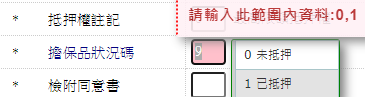 請輸入此範圍內資料:0,1
* 抵押權註記
* 擔保品狀況碼 9
0 未抵押
1 已抵押
* 檢附同意書